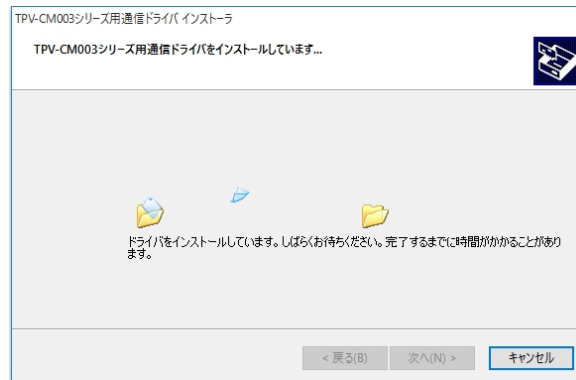 TPV-CM003シリーズ用通信ドライバ インストーラ
TPV-CM003シリーズ用通信ドライバをインストールしています...
ドライバをインストールしています。しばらくお待ちください。完了するまでに時間がかかることがあり
ます。
< 戻る(B)
次へ(N) >
キャンセル